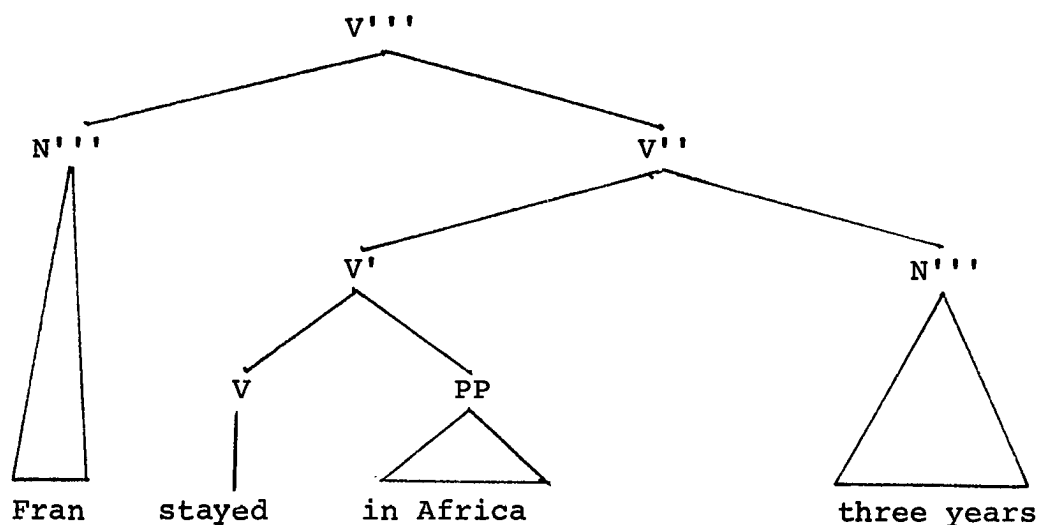 V'''
N''' V''
V' N'''
V PP
Fran stayed in Africa three years